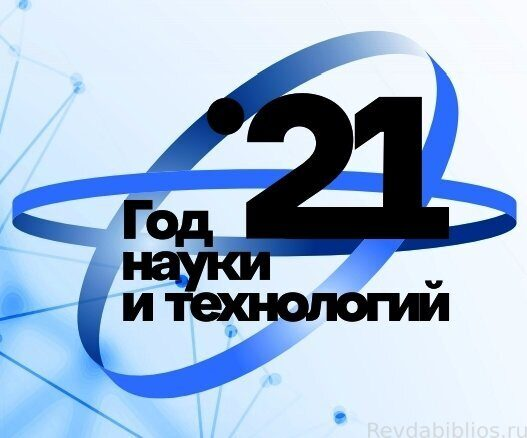 21
Год
науки
и технологий
Revdabiblios.ru